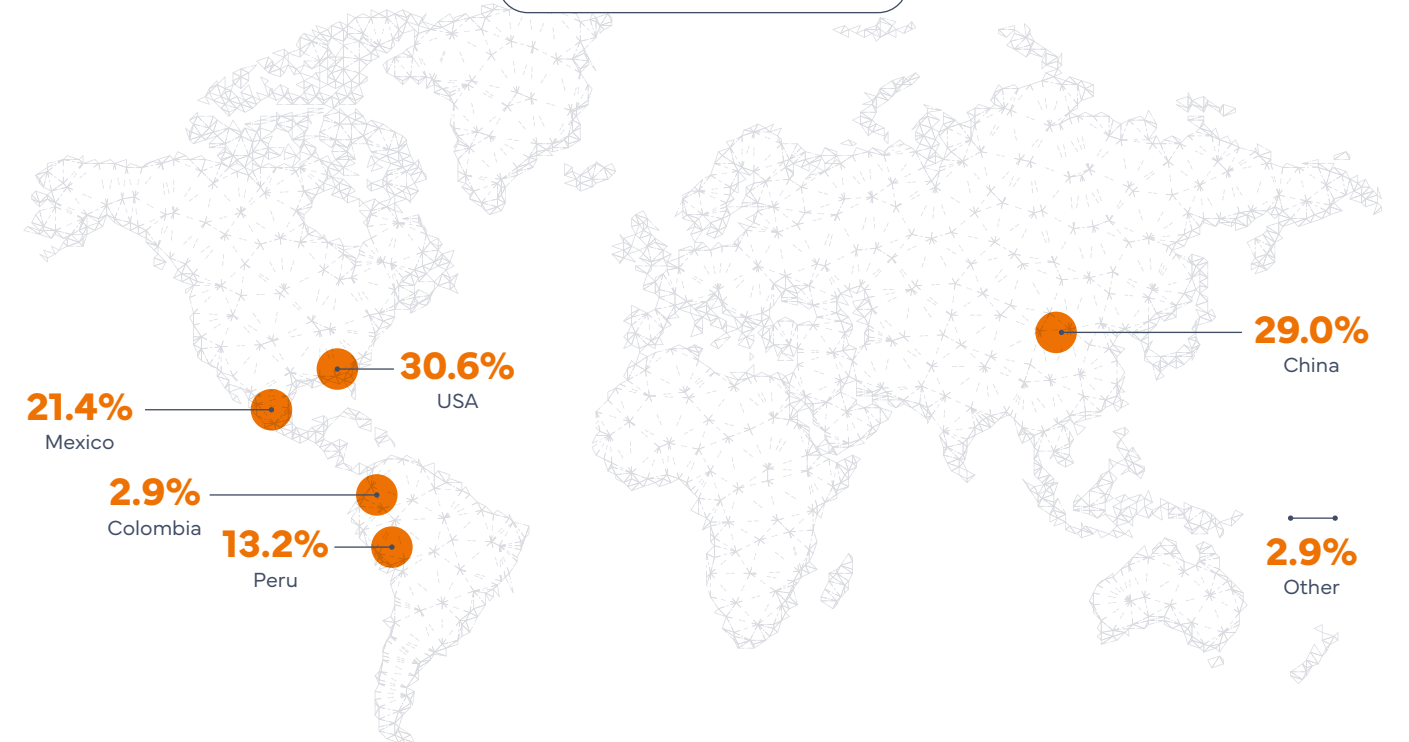 30.6%
USA
29.0%
China
21.4%
Mexico
2.9%
Colombia
13.2%
Peru
2.9%
Other